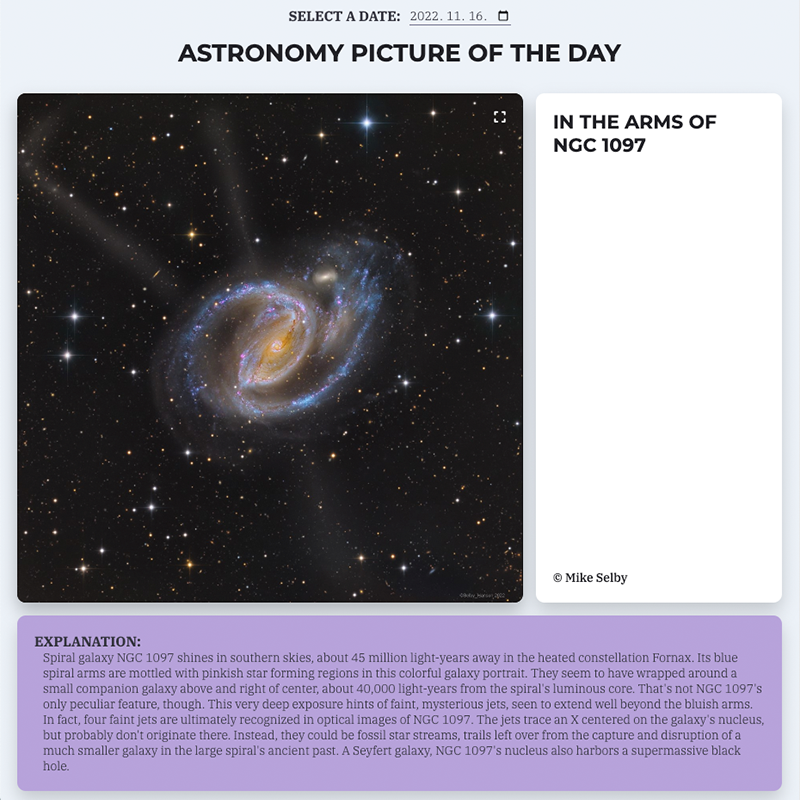 SELECT A DATE: 2022. 11. 16.
ASTRONOMY PICTURE OF THE DAY
IN THE ARMS OF
NGC 1097
© Mike Selby
EXPLANATION:
Spiral galaxy NGC 1097 shines in southern skies, about 45 million light-years away in the heated constellation Fornax. Its blue
spiral arms are mottled with pinkish star forming regions in this colorful galaxy portrait. They seem to have wrapped around a
small companion galaxy above and right of center, about 40,000 light-years from the spiral's luminous core. That's not NGC 1097's
only peculiar feature, though. This very deep exposure hints of faint, mysterious jets, seen to extend well beyond the bluish arms.
In fact, four faint jets are ultimately recognized in optical images of NGC 1097. The jets trace an X centered on the galaxy's nucleus,
but probably don't originate there. Instead, they could be fossil star streams, trails left over from the capture and disruption of a
much smaller galaxy in the large spiral's ancient past. A Seyfert galaxy, NGC 1097's nucleus also harbors a supermassive black
hole.